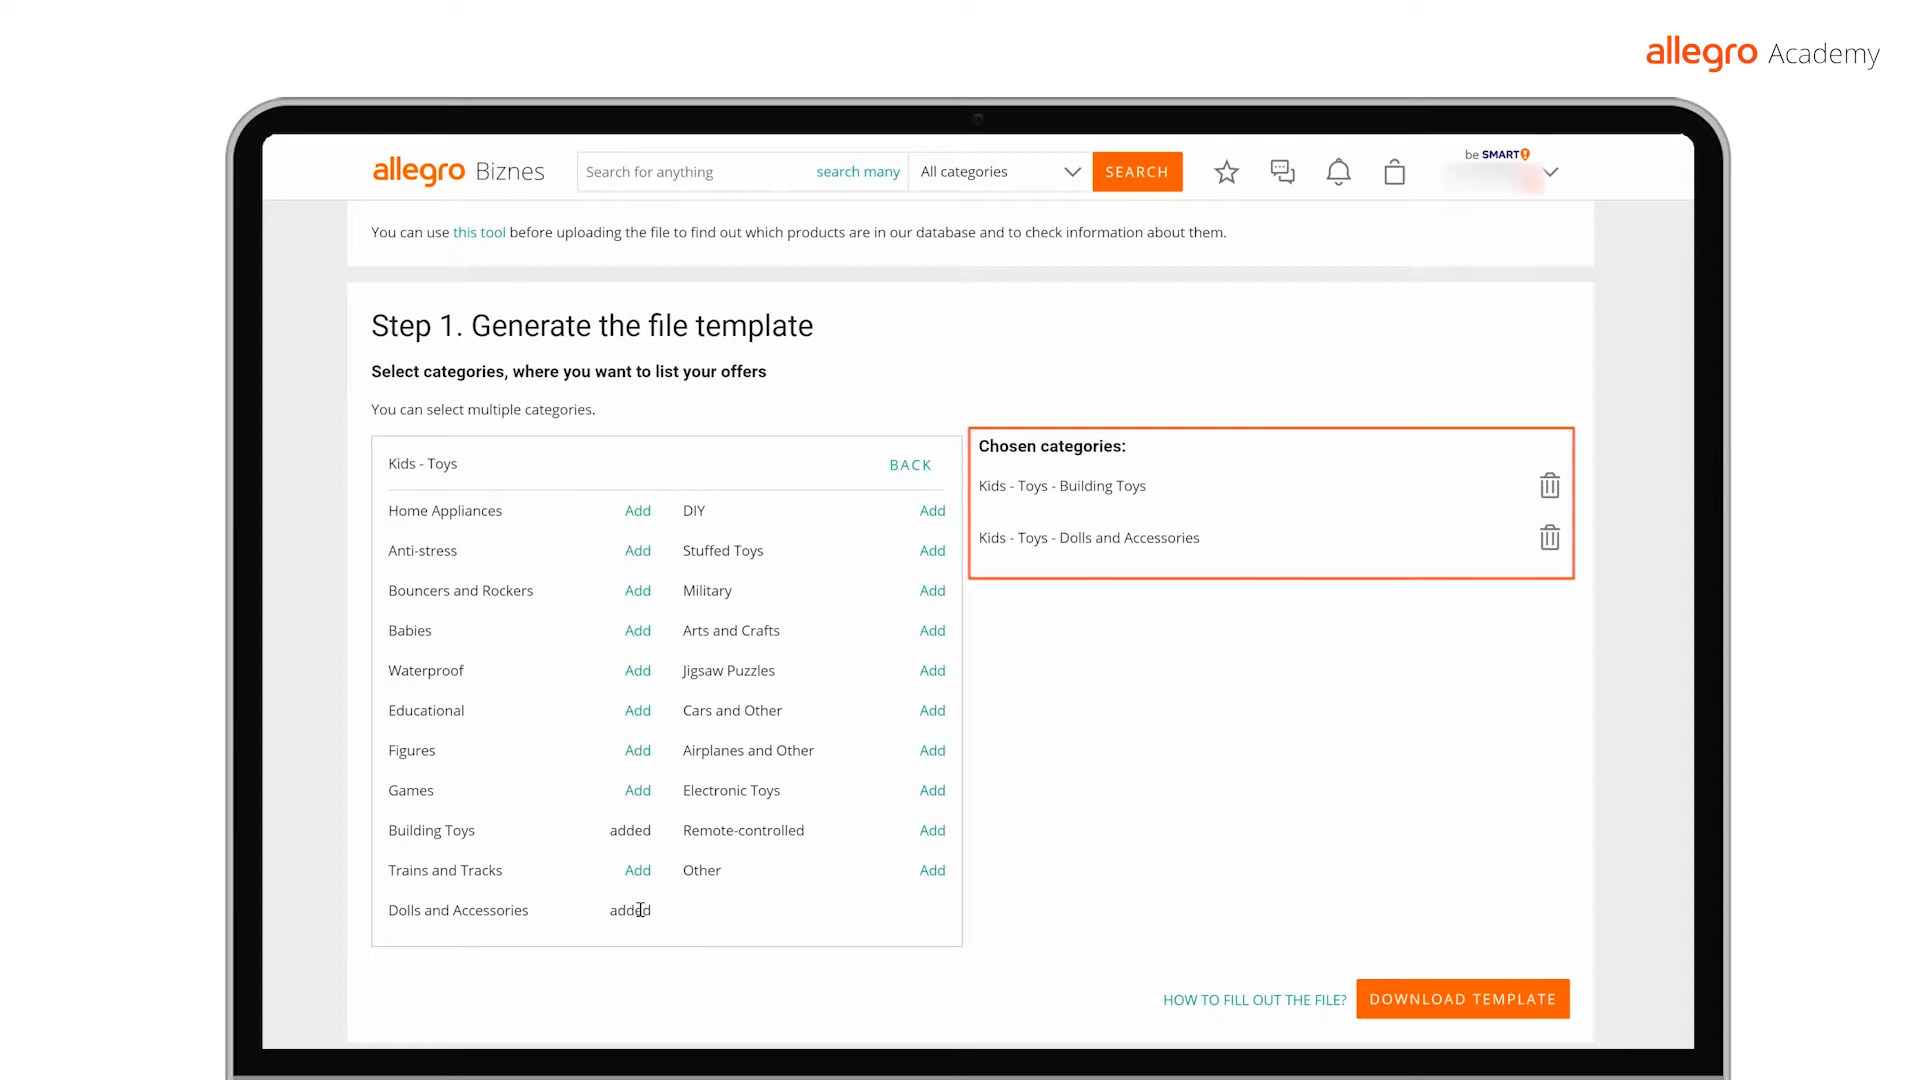 allegro Academy
be SMART!
allegro Biznes
Search for anything search many All categories SEARCH
You can use this tool before uploading the file to find out which products are in our database and to check information about them.
Step 1. Generate the file template
Select categories, where you want to list your offers
You can select multiple categories.
Kids - Toys BACK
Home Appliances Add DIY Add
Anti-stress Add Stuffed Toys Add
Bouncers and Rockers Add Military Add
Babies Add Arts and Crafts Add
Waterproof Add Jigsaw Puzzles Add
Educational Add Cars and Other Add
Figures Add Airplanes and Other Add
Games Add Electronic Toys Add
Building Toys added Remote-controlled Add
Trains and Tracks Add Other Add
Dolls and Accessories added
Chosen categories:
Kids - Toys - Building Toys
Kids - Toys - Dolls and Accessories
HOW TO FILL OUT THE FILE? DOWNLOAD TEMPLATE